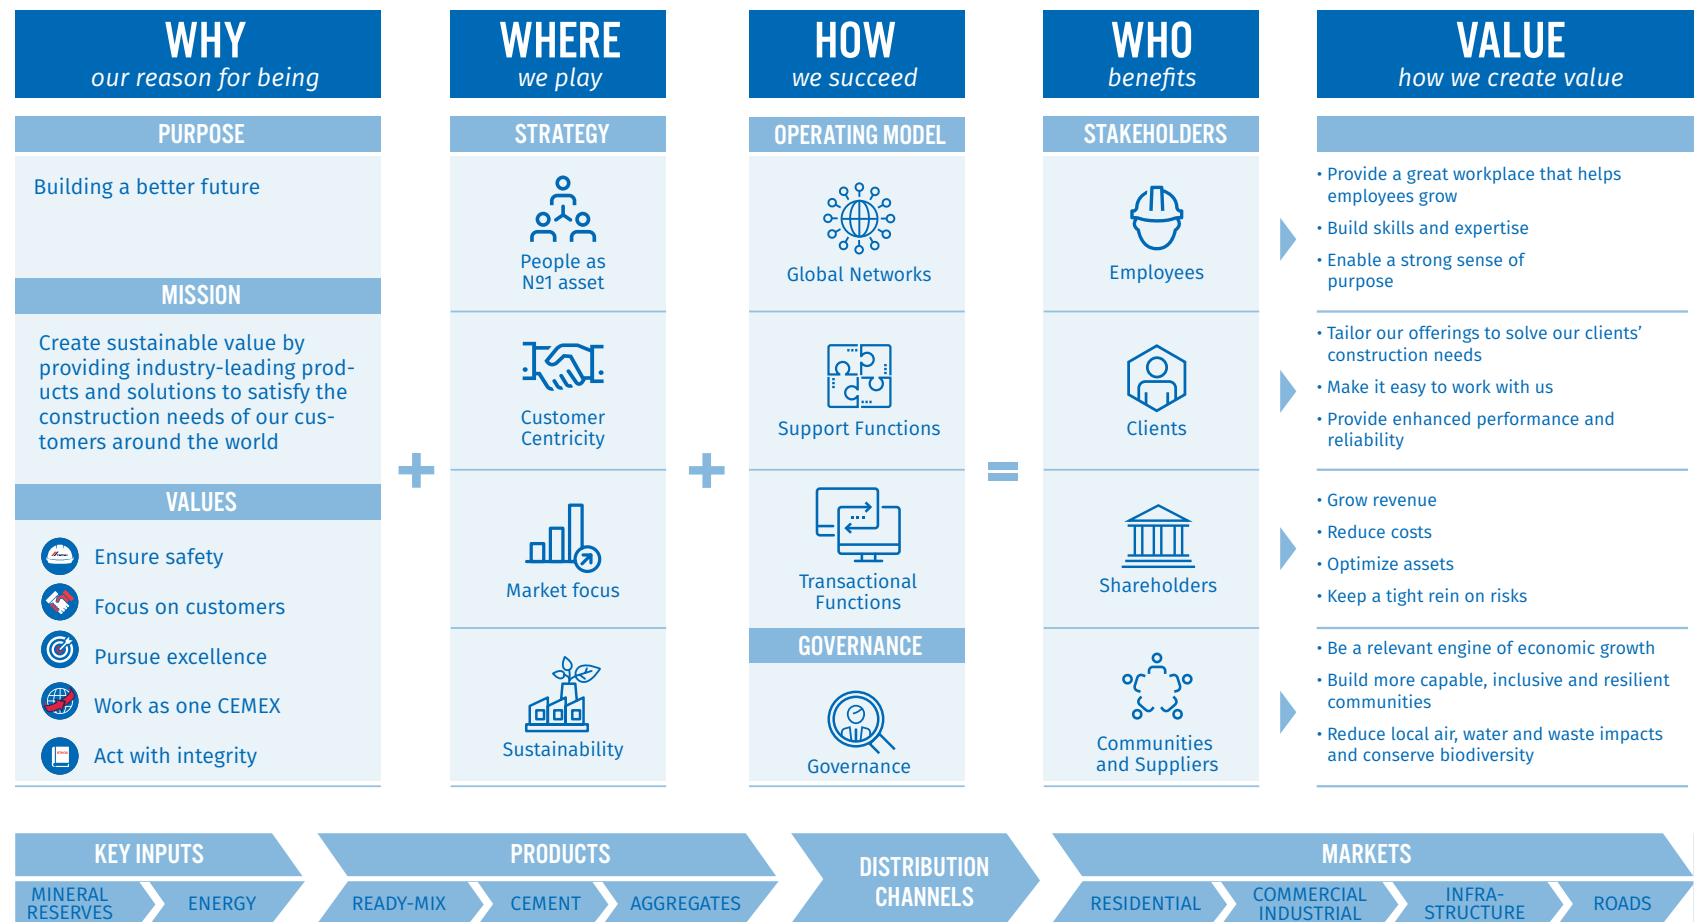 WHY
our reason for being
PURPOSE
Building a better future
MISSION
Create sustainable value by
providing industry-leading prod-
ucts and solutions to satisfy the
construction needs of our cus-
tomers around the world
VALUES
Ensure safety
Focus on customers
Pursue excellence
Work as one CEMEX
Act with integrity
+
WHERE
we play
STRATEGY
People as
Nº1 asset
Customer
Centricity
Market focus
Sustainability
+
HOW
we succeed
OPERATING MODEL
Global Networks
Support Functions
Transactional
Functions
GOVERNANCE
Governance
=
WHO
benefits
STAKEHOLDERS
Employees
Clients
Shareholders
Communities
and Suppliers
VALUE
how we create value
• Provide a great workplace that helps
employees grow
• Build skills and expertise
• Enable a strong sense of
purpose
• Tailor our offerings to solve our clients’
construction needs
• Make it easy to work with us
• Provide enhanced performance and
reliability
• Grow revenue
• Reduce costs
• Optimize assets
• Keep a tight rein on risks
• Be a relevant engine of economic growth
• Build more capable, inclusive and resilient
communities
• Reduce local air, water and waste impacts
and conserve biodiversity
KEY INPUTS
MINERAL
RESERVES
ENERGY
PRODUCTS
READY-MIX
CEMENT
AGGREGATES
DISTRIBUTION
CHANNELS
MARKETS
RESIDENTIAL
COMMERCIAL
INDUSTRIAL
INFRA-
STRUCTURE
ROADS